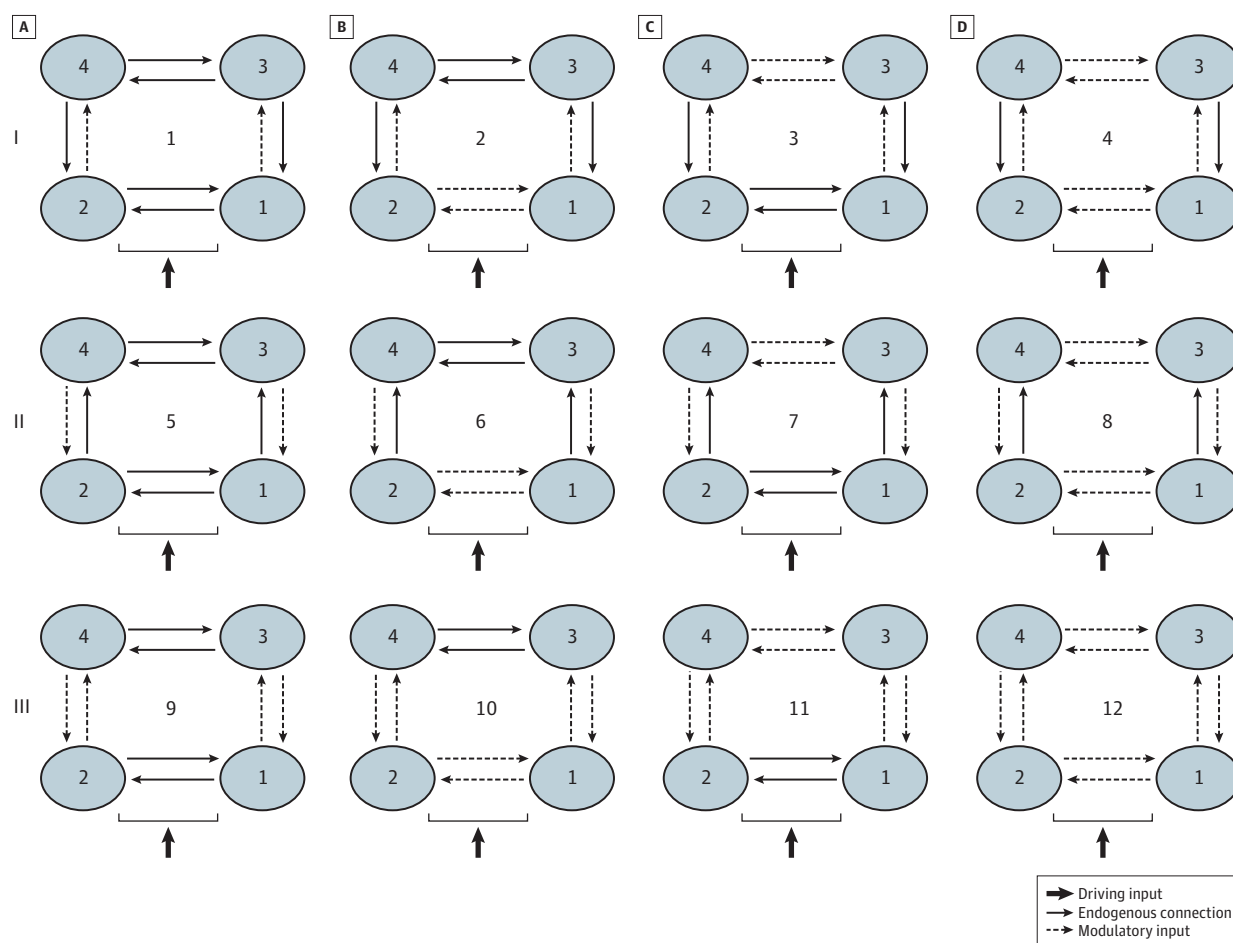 A B C D
4 3 4 3 4 3 4 3
I 1 2 3 4
2 1 2 1 2 1 2 1
4 3 4 3 4 3 4 3
II 5 6 7 8
2 1 2 1 2 1 2 1
4 3 4 3 4 3 4 3
III 9 10 11 12
2 1 2 1 2 1 2 1
Driving input
Endogenous connection
Modulatory input